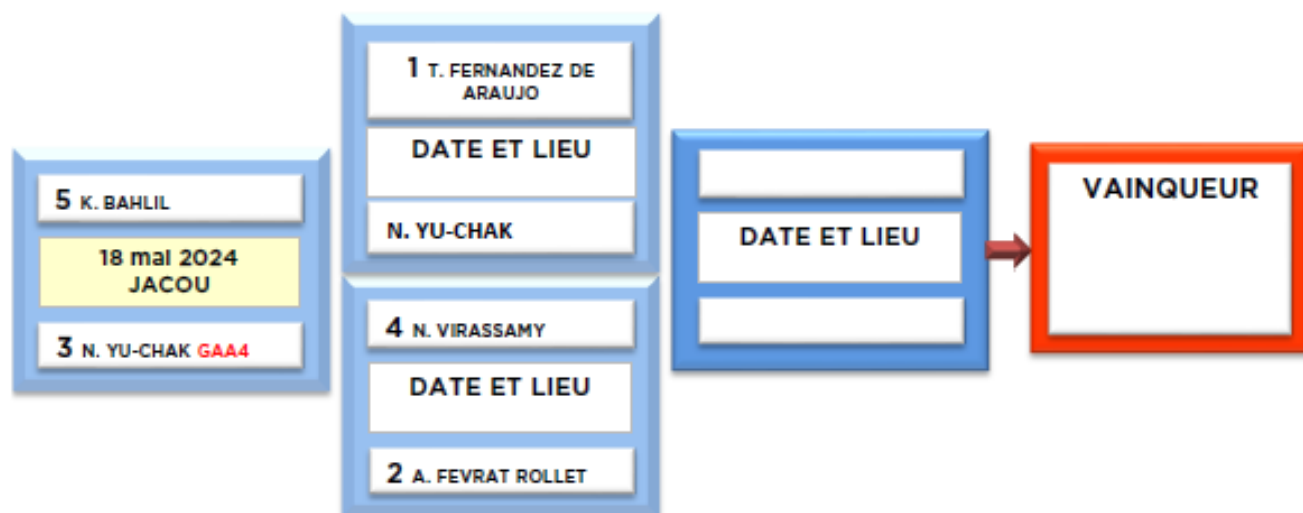 5 K. BAHLIL
18 mai 2024
JACOU
3 N. YU-CHAK GAA4
1 T. FERNANDEZ DE
ARAUJO
DATE ET LIEU
N. YU-CHAK
4 N. VIRASSAMY
DATE ET LIEU
2 A. FEVRAT ROLLET
DATE ET LIEU
VAINQUEUR